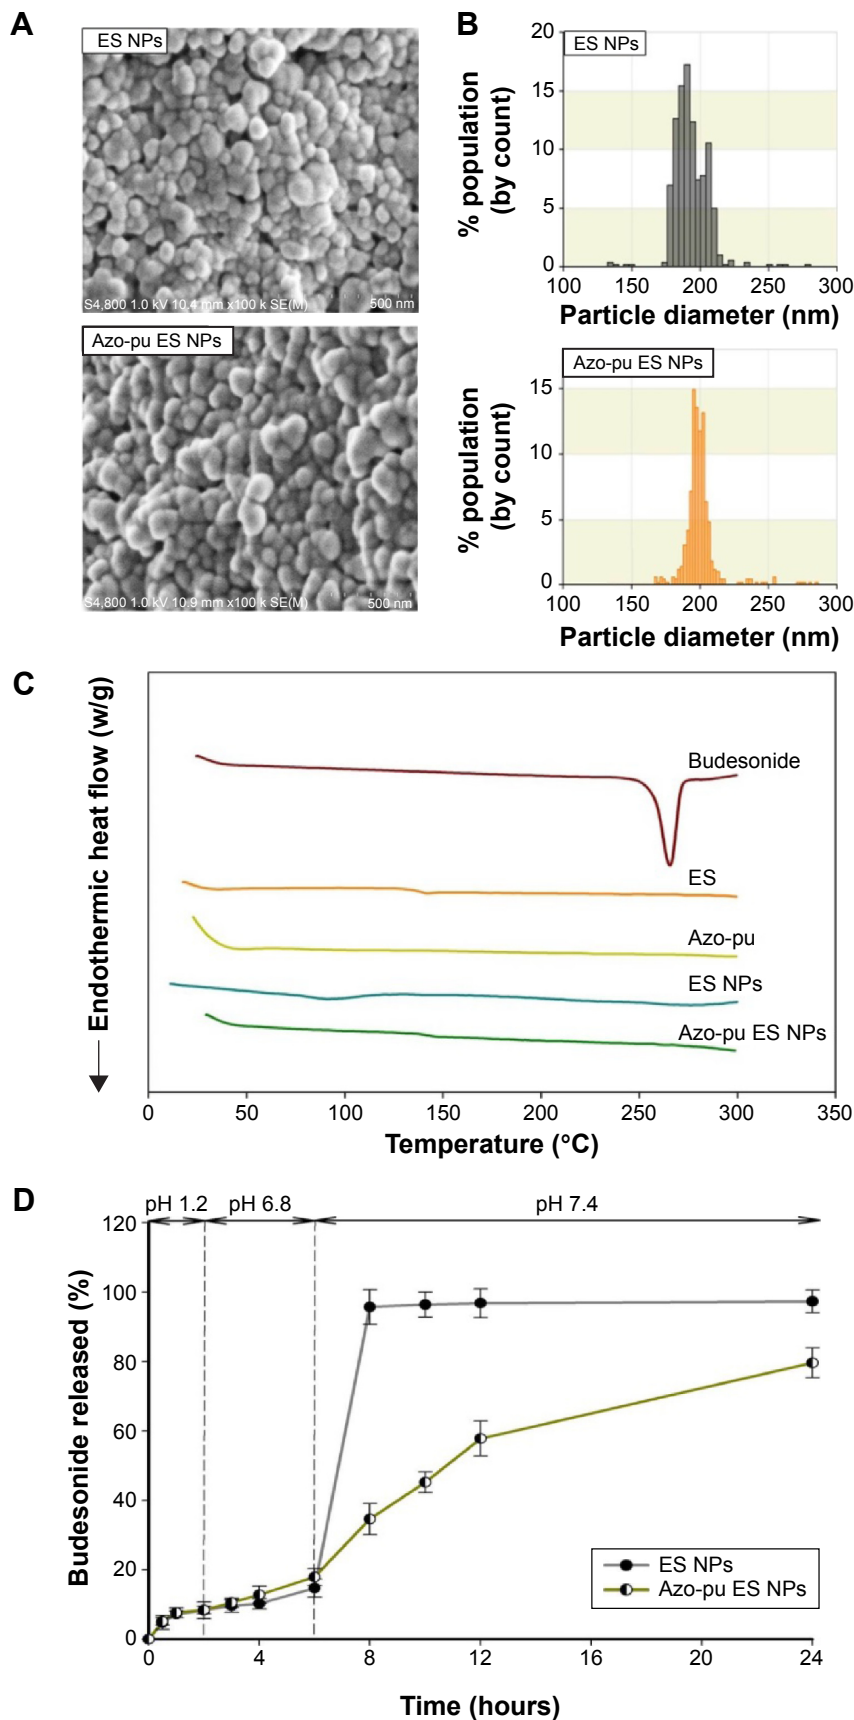 A
ES NPs
S4,800 1.0 kV 10.4 mm x100 k SE(M)
500 nm
Azo-pu ES NPs
S4,800 1.0 kV 10.9 mm x100 k SE(M)
500 nm
B
ES NPs
20
15
10
5
0
% population
(by count)
100
150
200
250
300
Particle diameter (nm)
Azo-pu ES NPs
15
10
5
0
% population
(by count)
100
150
200
250
300
Particle diameter (nm)
C
Endothermic heat flow (w/g)
Budesonide
ES
Azo-pu
ES NPs
Azo-pu ES NPs
0
50
100
150
200
250
300
350
Temperature (°C)
D
pH 1.2
pH 6.8
pH 7.4
120
100
80
60
40
20
0
Budesonide released (%)
ES NPs
Azo-pu ES NPs
0
4
8
12
16
20
24
Time (hours)